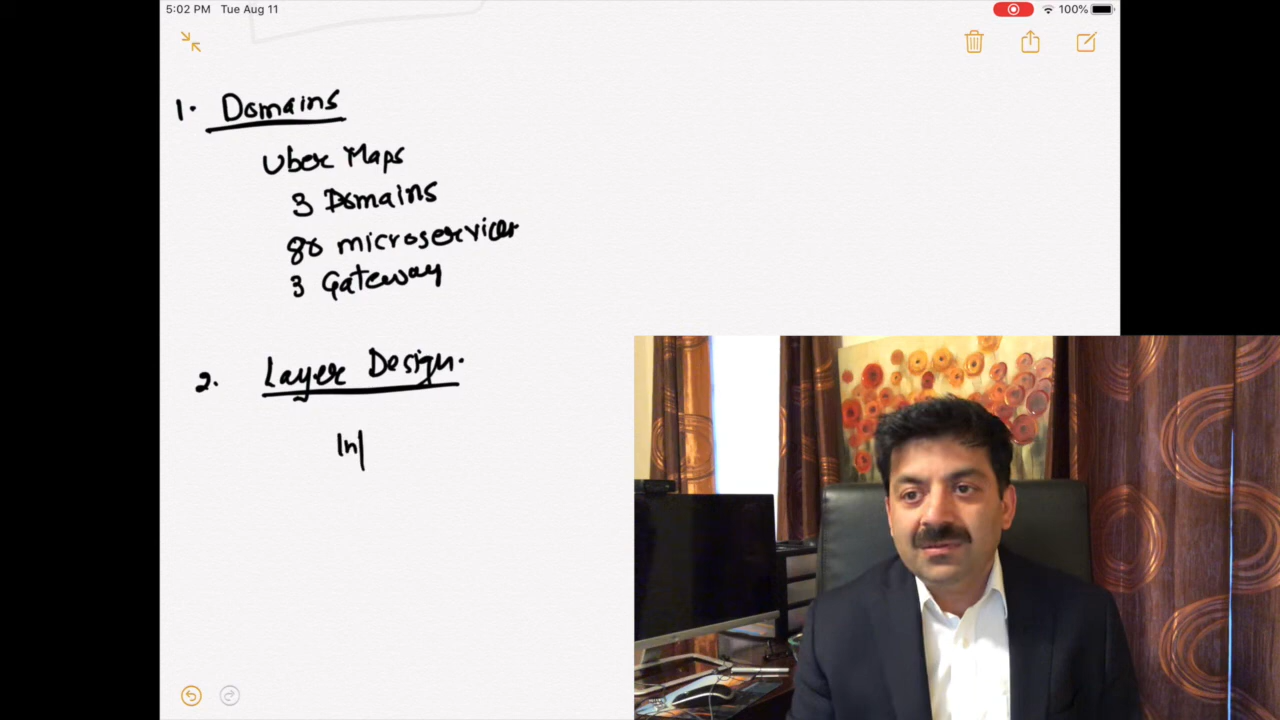 5:02 PM Tue Aug 11
100%
1. Domains
Uber Maps
3 Domains
80 microservices
3 Gateway
2. Layer Design.
Inf